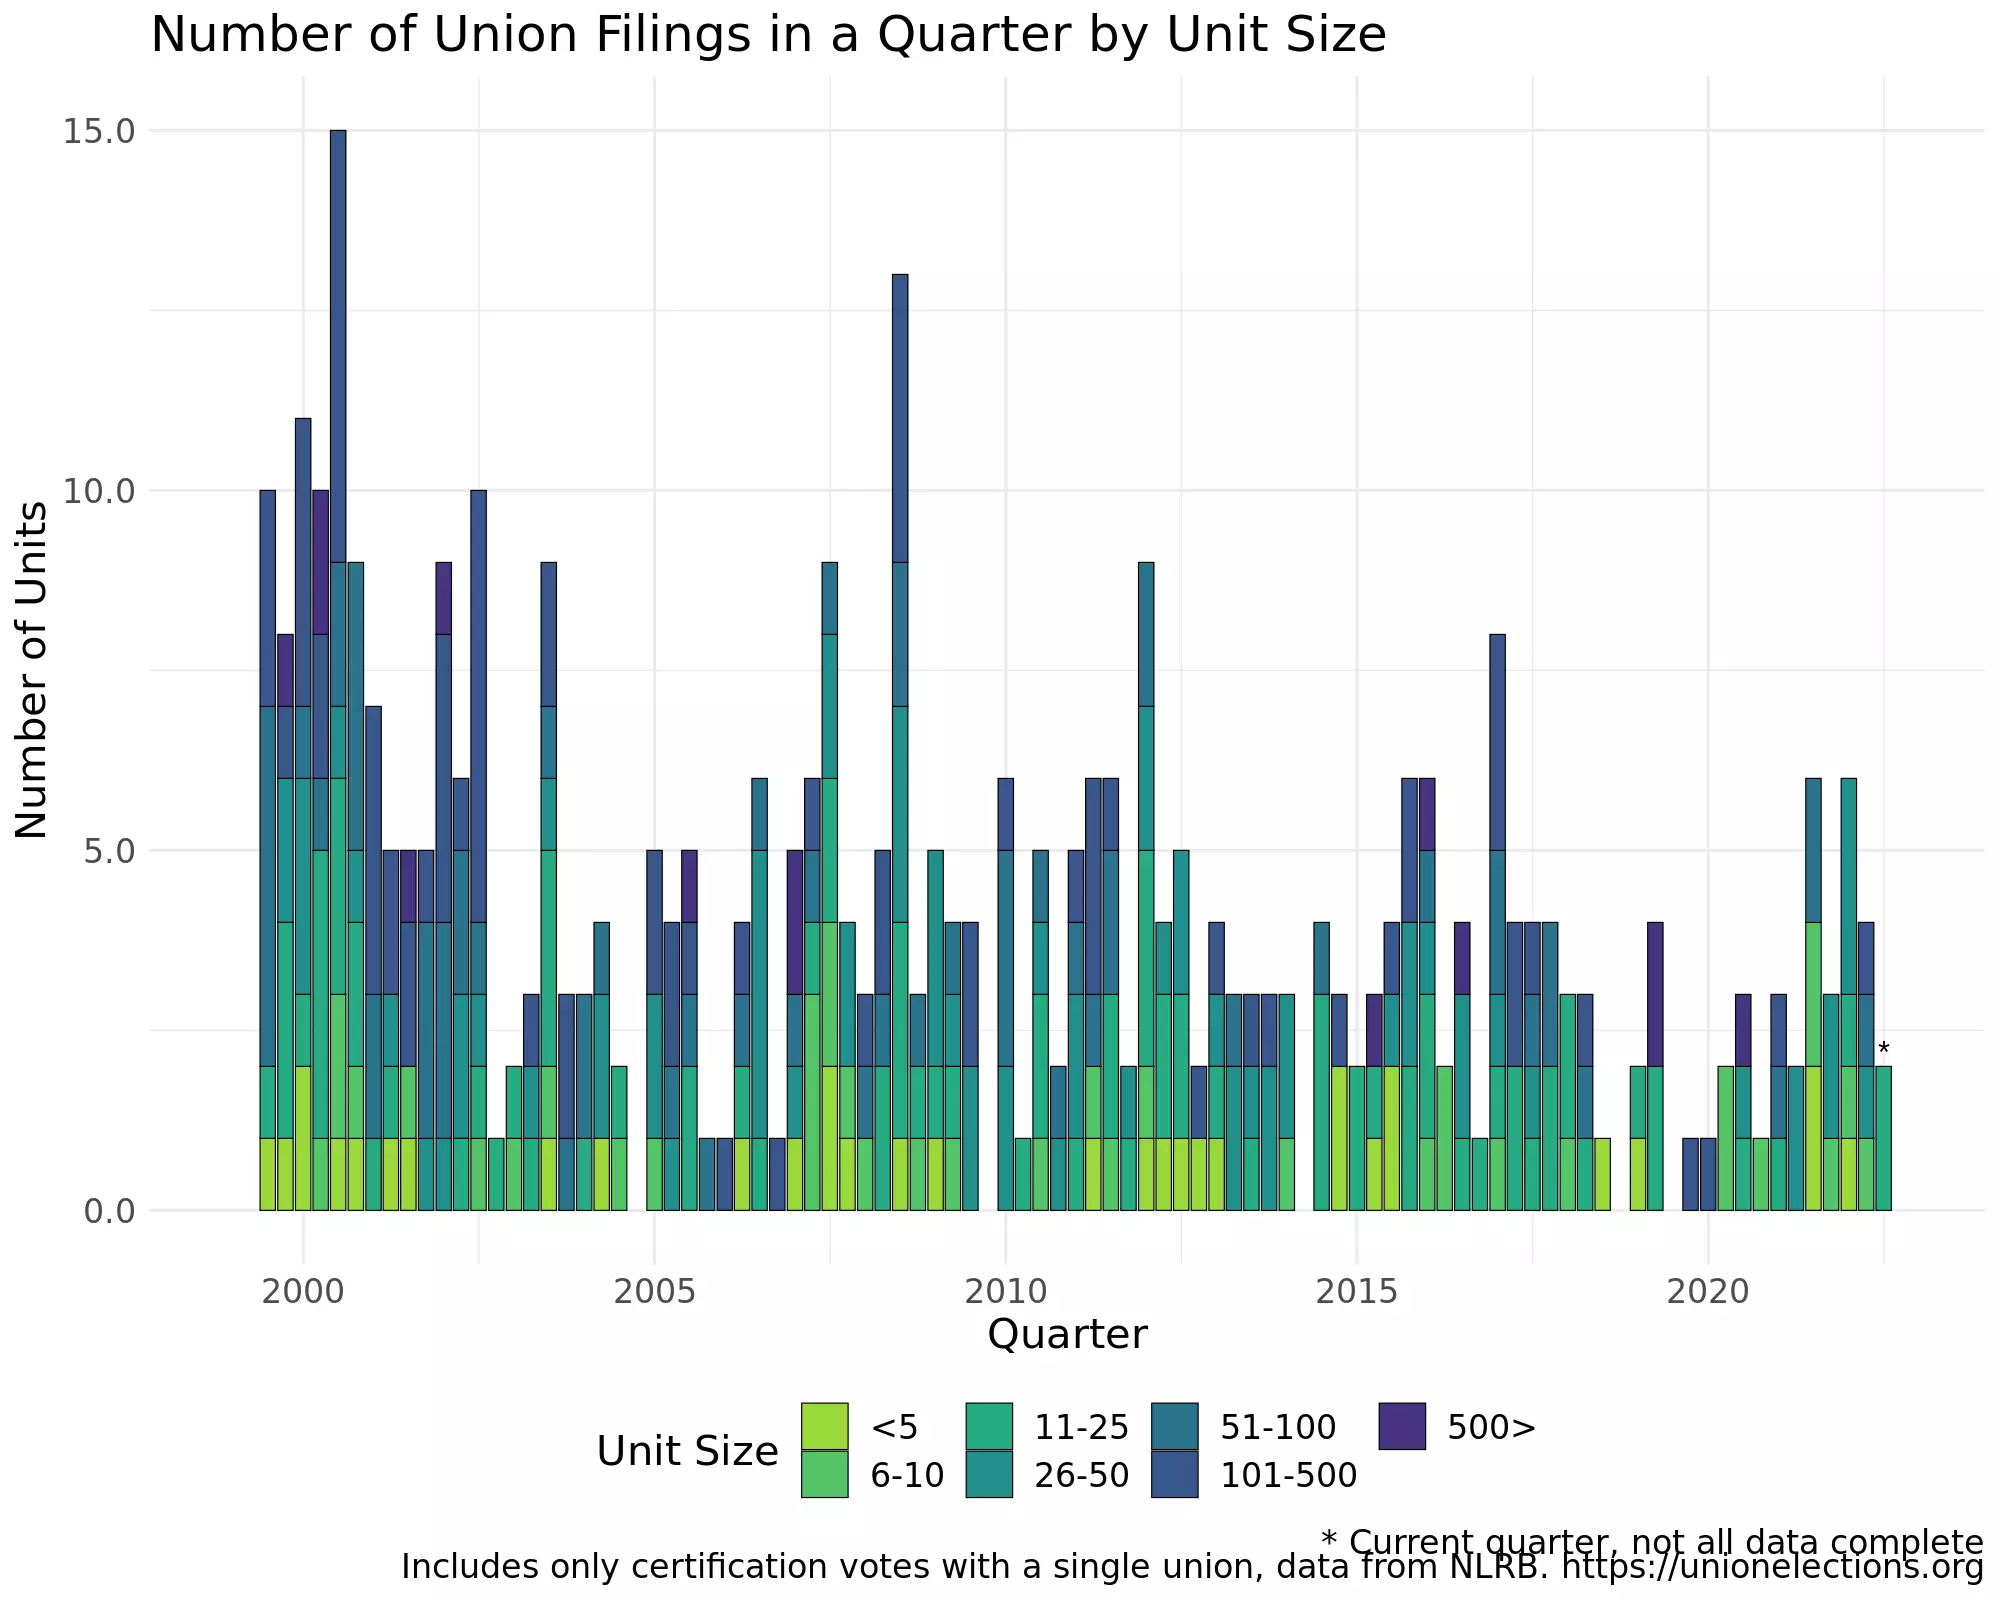 Number of Union Filings in a Quarter by Unit Size
15.0
10.0
5.0
0.0
Number of Units
*
2000 2005 2010 2015 2020
Quarter
Unit Size
<5 11-25 51-100 500>
6-10 26-50 101-500
* Current quarter, not all data complete
Includes only certification votes with a single union, data from NLRB. https://unionelections.org